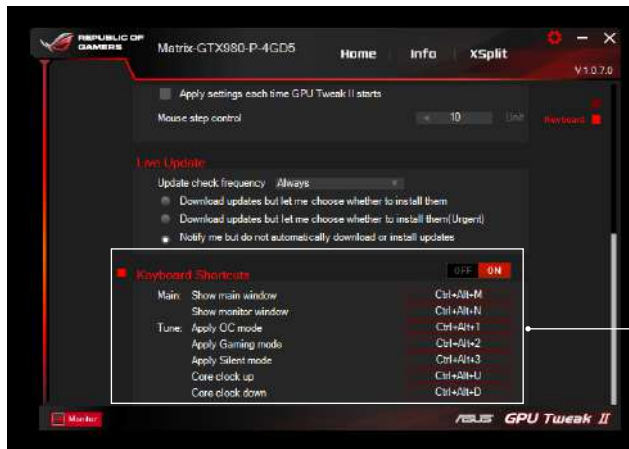 REPUBLIC OF
GAMERS
Matrix-GTX980-P-4GD5
Home Info XSplit
V1.0.7.0
Apply settings each time GPU Tweak II starts
Mouse step control 10 Unit
Keyboard
Live Update
Update check frequency Always
Download updates but let me choose whether to install them
Download updates but let me choose whether to install them(Urgent)
Notify me but do not automatically download or install updates
Keyboard Shortcuts OFF ON
Main: Show main window Ctrl+Alt+M
Show monitor window Ctrl+Alt+N
Tune: Apply OC mode Ctrl+Alt+1
Apply Gaming mode Ctrl+Alt+2
Apply Silent mode Ctrl+Alt+3
Core clock up Ctrl+Alt+U
Core clock down Ctrl+Alt+D
Monitor
ASUS GPU Tweak II